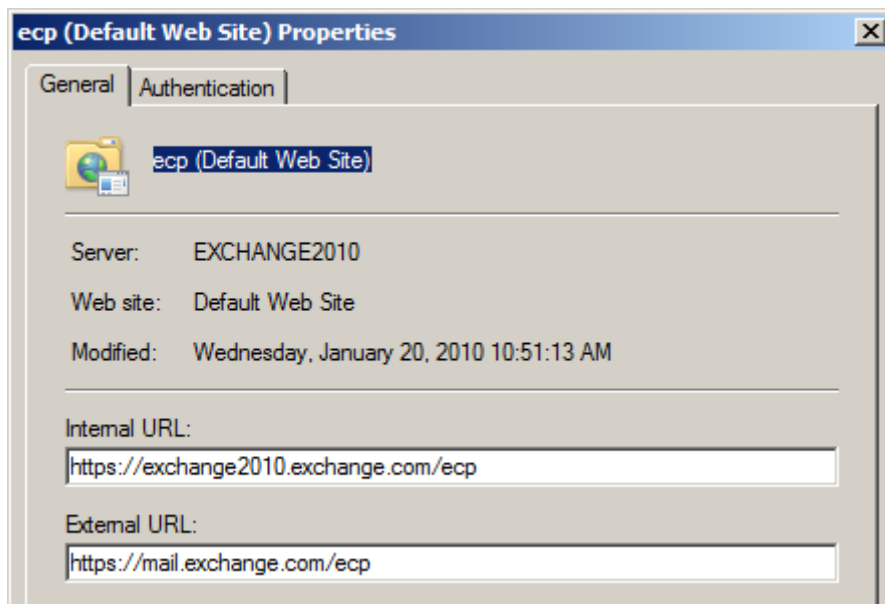 ecp (Default Web Site) Properties
General
Authentication
ecp (Default Web Site)
Server: EXCHANGE2010
Web site: Default Web Site
Modified: Wednesday, January 20, 2010 10:51:13 AM
Internal URL:
https://exchange2010.exchange.com/ecp
External URL:
https://mail.exchange.com/ecp